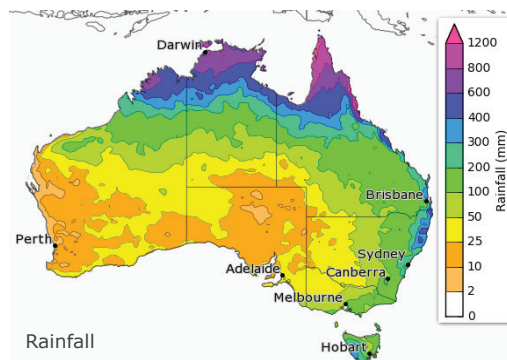 Darwin
Brisbane
Perth
Sydney
Adelaide
Canberra
Melbourne
Hobart
Rainfall
1200
800
600
400
300
200
100
50
25
10
2
0
Rainfall (mm)